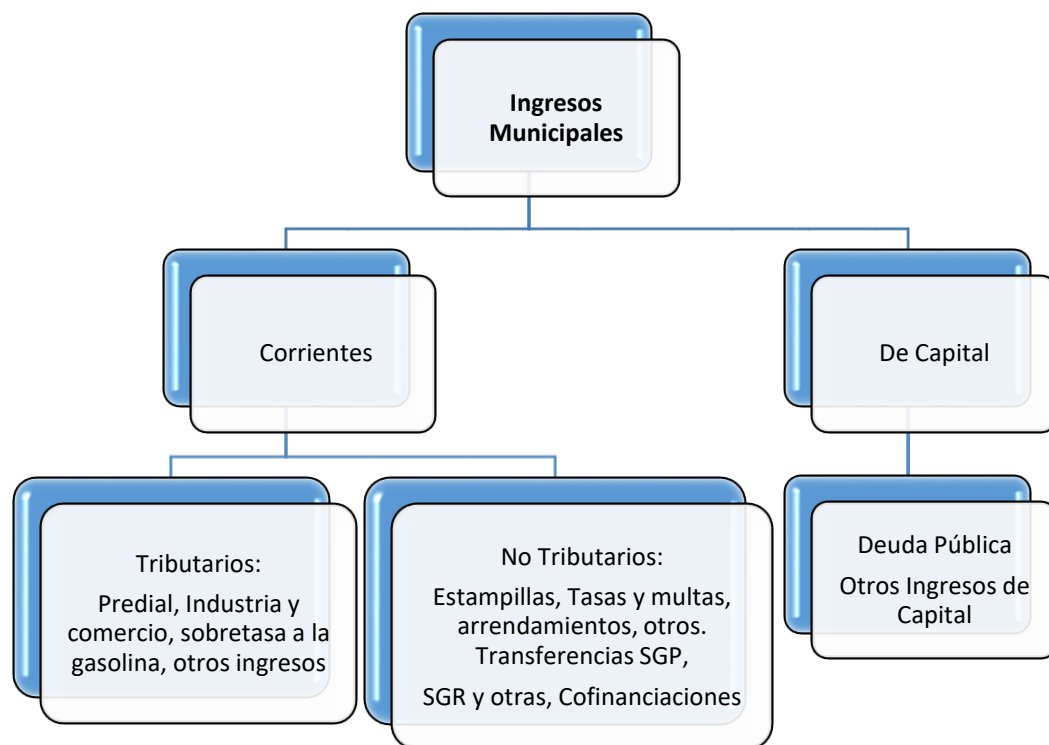 Ingresos
Municipales
Corrientes
De Capital
Tributarios:
Predial, Industria y
comercio, sobretasa a la
gasolina, otros ingresos
No Tributarios:
Estampillas, Tasas y multas,
arrendamientos, otros.
Transferencias SGP,
SGR y otras, Cofinanciaciones
Deuda Pública
Otros Ingresos de
Capital